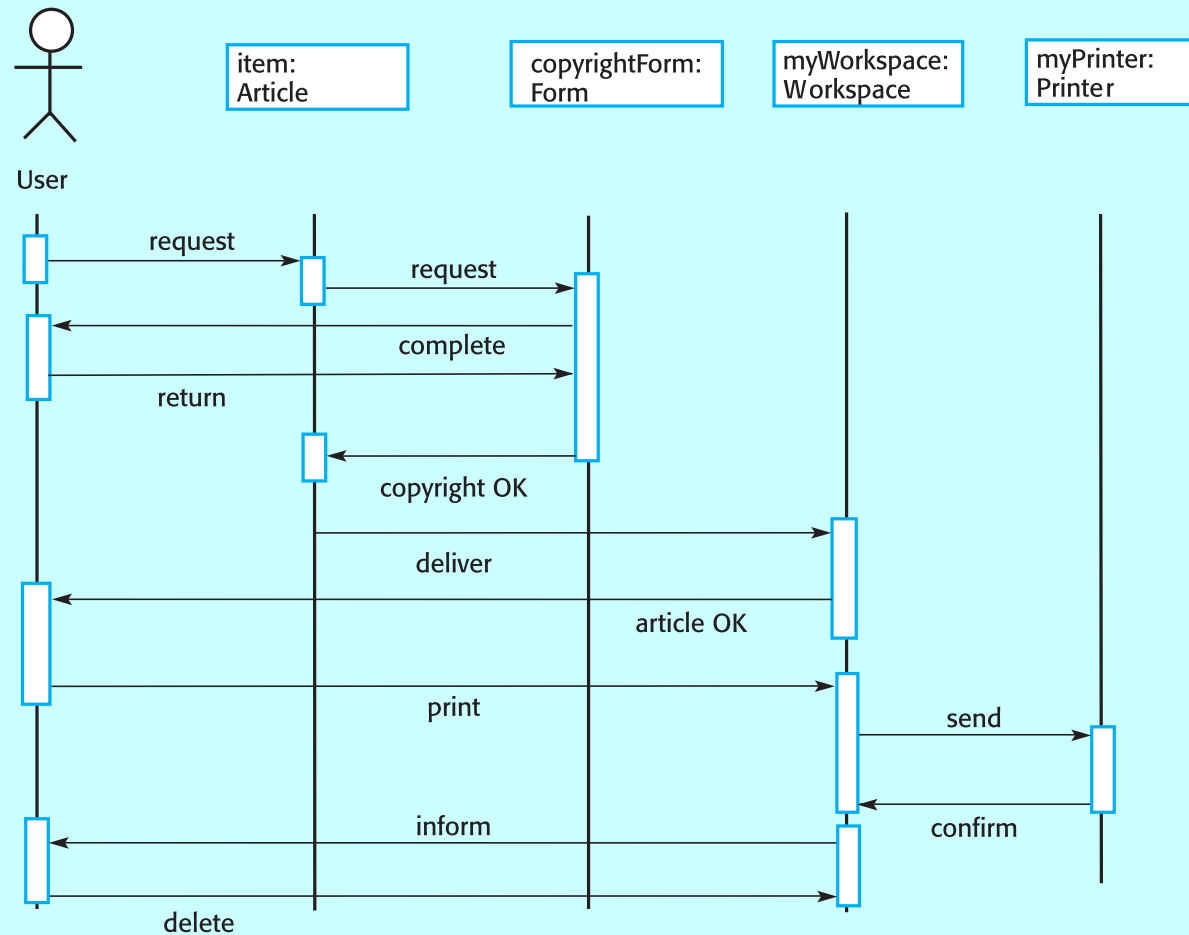 item:
Article
copyrightForm:
Form
myWorkspace:
Workspace
myPrinter:
Printer
User
request
request
complete
return
copyright OK
deliver
article OK
print
send
confirm
inform
delete